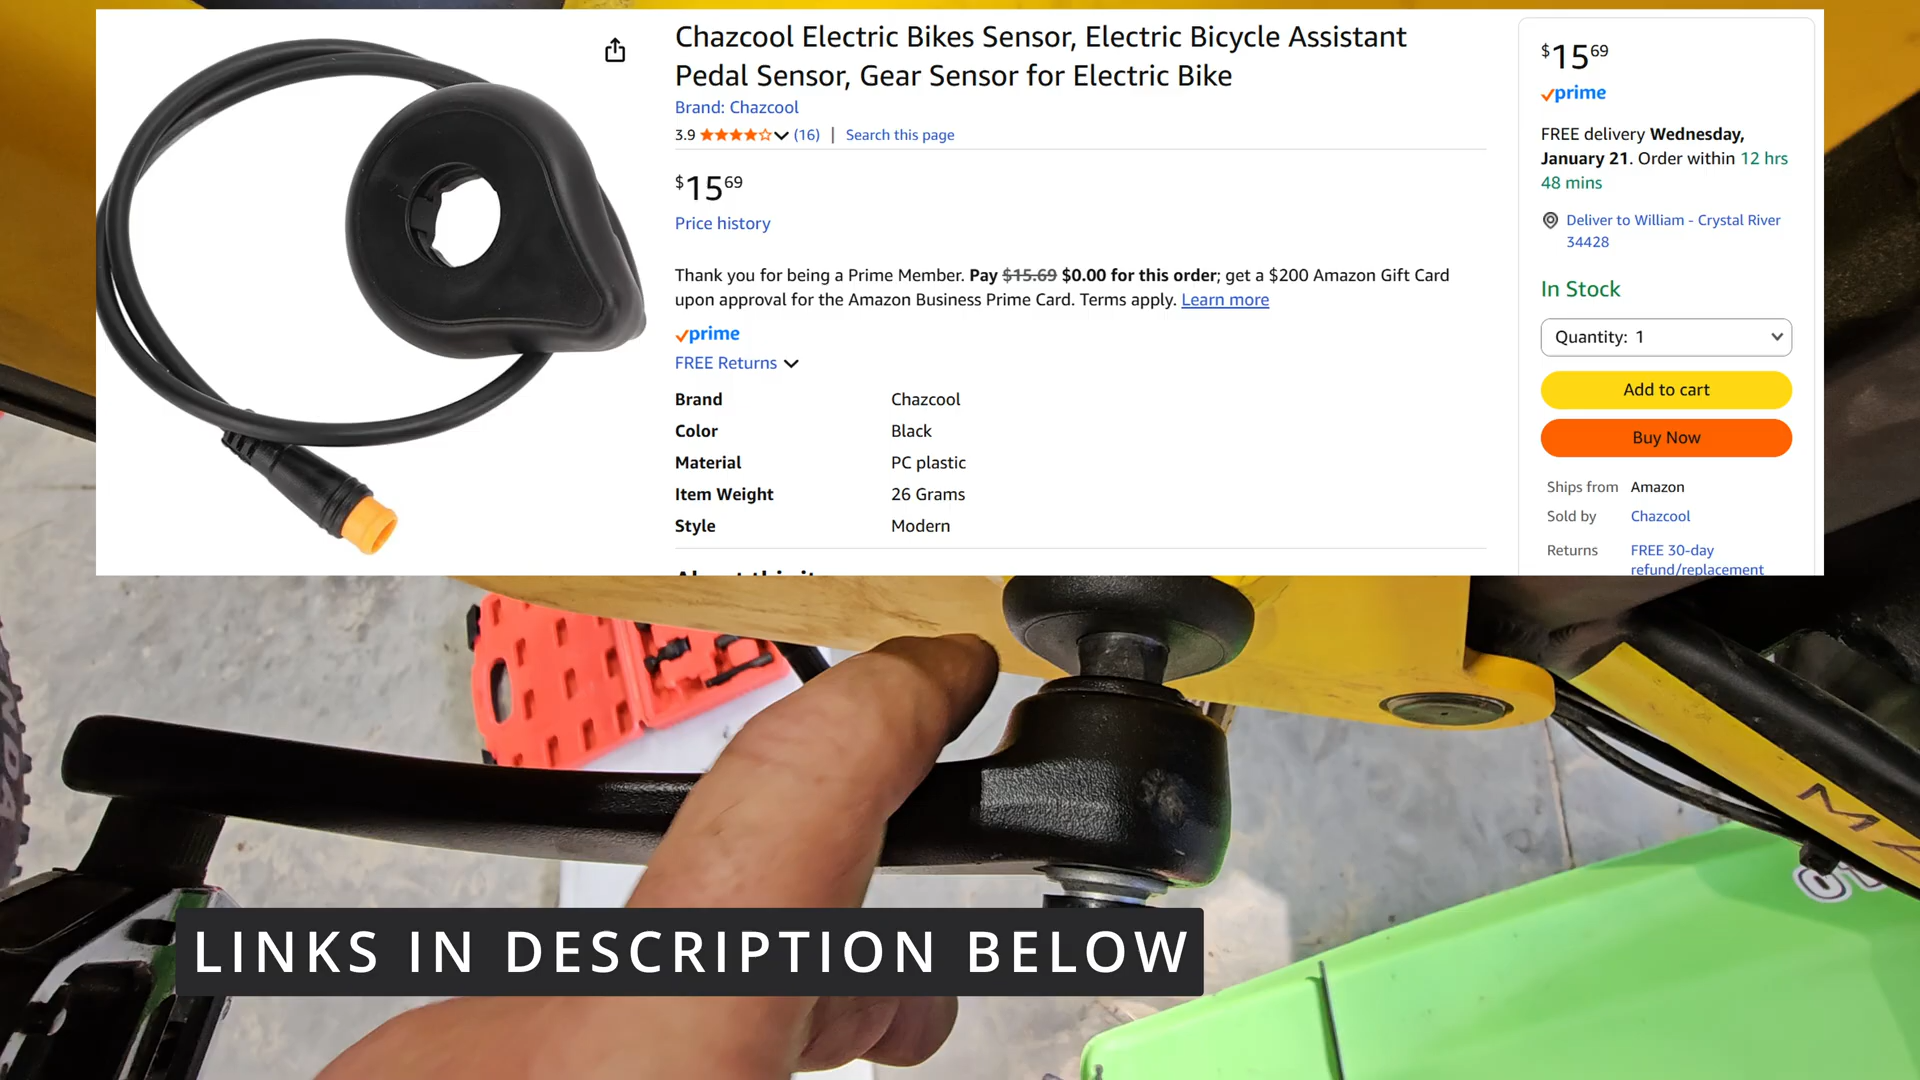 Chazcool Electric Bikes Sensor, Electric Bicycle Assistant
Pedal Sensor, Gear Sensor for Electric Bike
Brand: Chazcool
3.9 (16) | Search this page
$15 69
Price history
Thank you for being a Prime Member. Pay $15.69 $0.00 for this order; get a $200 Amazon Gift Card
upon approval for the Amazon Business Prime Card. Terms apply. Learn more
prime
FREE Returns
Brand Chazcool
Color Black
Material PC plastic
Item Weight 26 Grams
Style Modern
$15 69
prime
FREE delivery Wednesday,
January 21. Order within 12 hrs
48 mins
Deliver to William - Crystal River
34428
In Stock
Quantity: 1
Add to cart
Buy Now
Ships from Amazon
Sold by Chazcool
Returns FREE 30-day
refund/replacement
LINKS IN DESCRIPTION BELOW